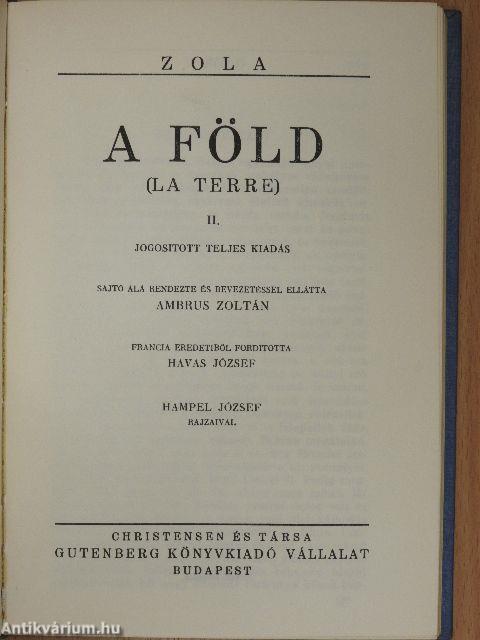 ZOLA
A FÖLD
(LA TERRE)
II.
JOGOSITOTT TELJES KIADÁS
SAJTÓ ALÁ RENDEZTE ÉS BEVEZETÉSSEL ELLÁTTA
AMBRUS ZOLTÁN
FRANCIA EREDETIBŐL FORDITOTTA
HAVAS JÓZSEF
HAMPEL JÓZSEF
RAJZAIVAL
CHRISTENSEN ÉS TÁRSA
GUTENBERG KÖNYVKIADÓ VÁLLALAT
BUDAPEST
Antikvárium.hu